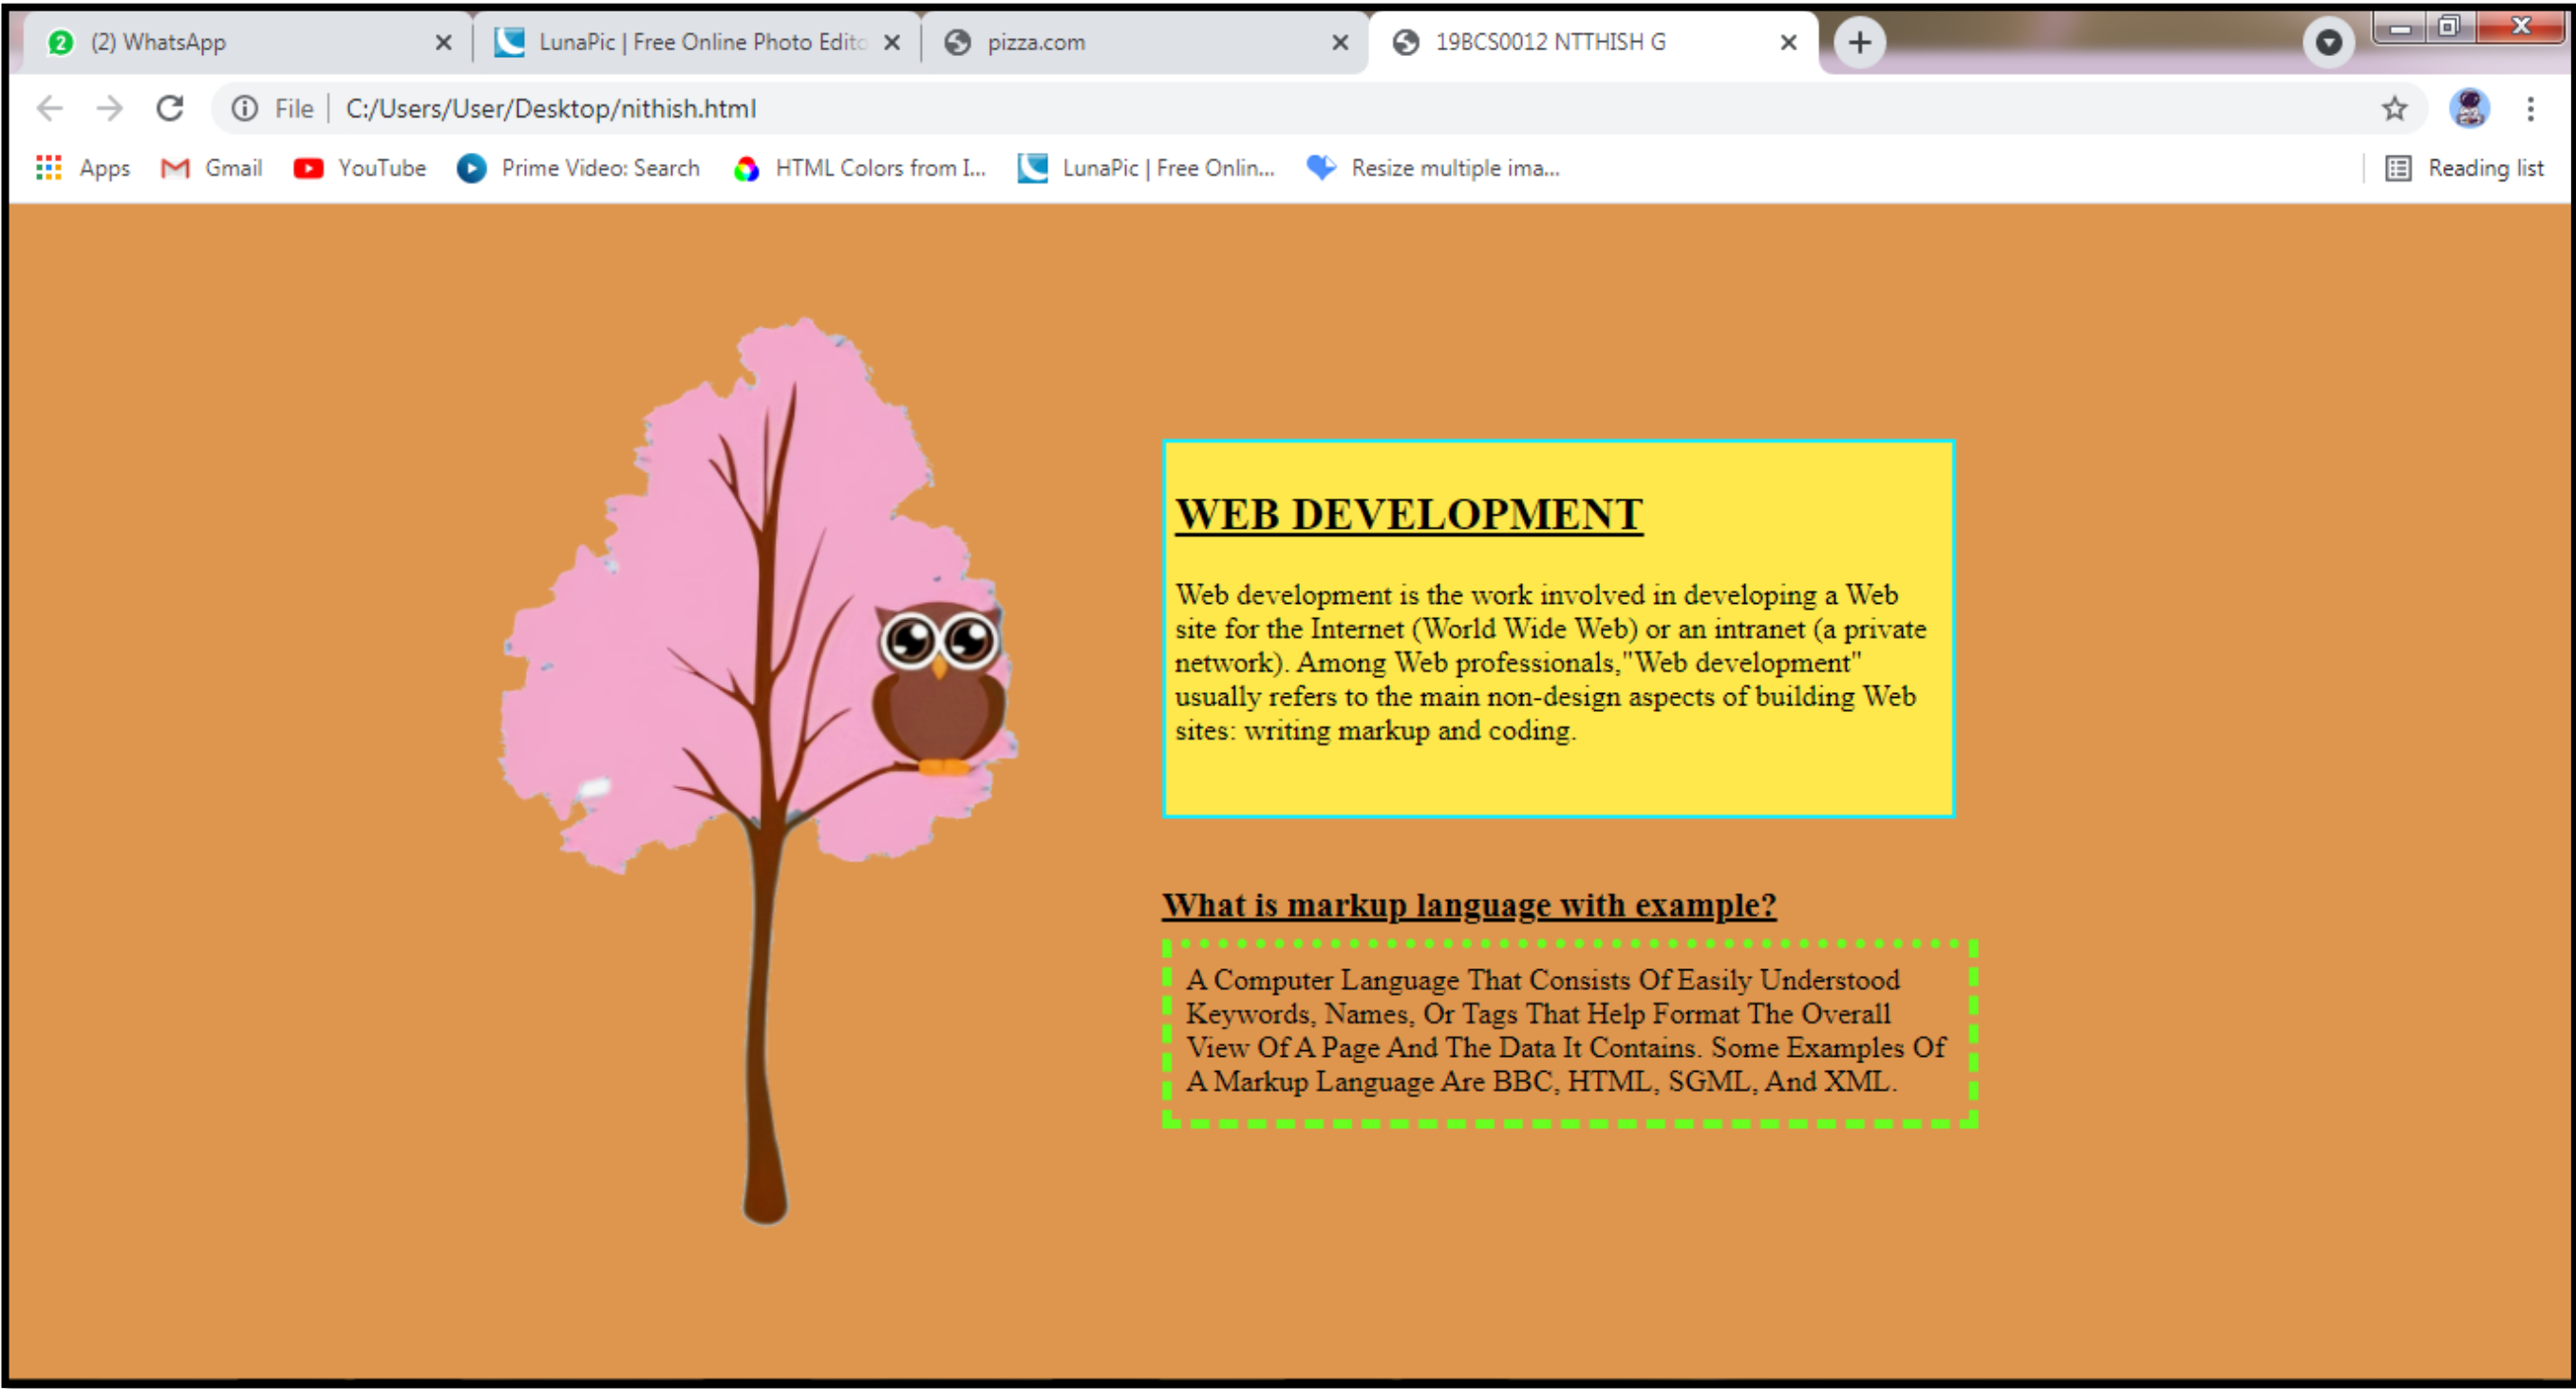 2 (2) WhatsApp
LunaPic | Free Online Photo Edito
pizza.com
19BCS0012 NTTHISH G
File | C:/Users/User/Desktop/nithish.html
Apps
Gmail
YouTube
Prime Video: Search
HTML Colors from I...
LunaPic | Free Onlin...
Resize multiple ima...
Reading list
WEB DEVELOPMENT
Web development is the work involved in developing a Web
site for the Internet (World Wide Web) or an intranet (a private
network). Among Web professionals,"Web development"
usually refers to the main non-design aspects of building Web
sites: writing markup and coding.
What is markup language with example?
A Computer Language That Consists Of Easily Understood
Keywords, Names, Or Tags That Help Format The Overall
View Of A Page And The Data It Contains. Some Examples Of
A Markup Language Are BBC, HTML, SGML, And XML.